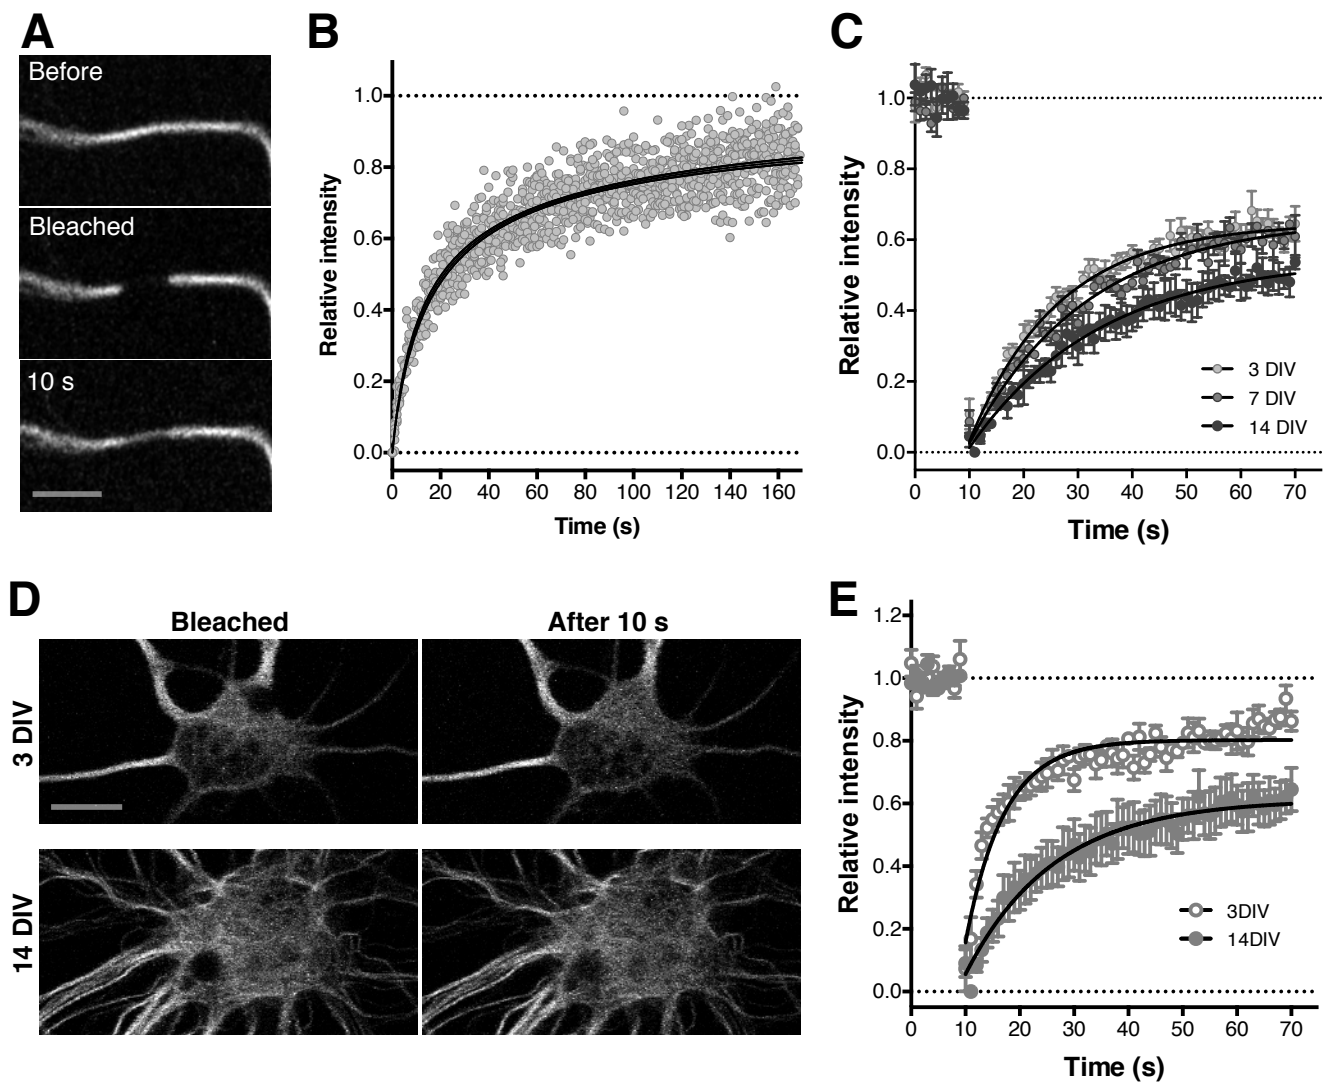 A
Before
Bleached
10 s
B
Relative intensity
1.0
0.8
0.6
0.4
0.2
0.0
0 20 40 60 80 100 120 140 160
Time (s)
C
Relative intensity
1.0
0.8
0.6
0.4
0.2
0.0
3 DIV
7 DIV
14 DIV
0 10 20 30 40 50 60 70
Time (s)
D
Bleached After 10 s
3 DIV
14 DIV
E
Relative intensity
1.2
1.0
0.8
0.6
0.4
0.2
0.0
3DIV
14DIV
0 10 20 30 40 50 60 70
Time (s)